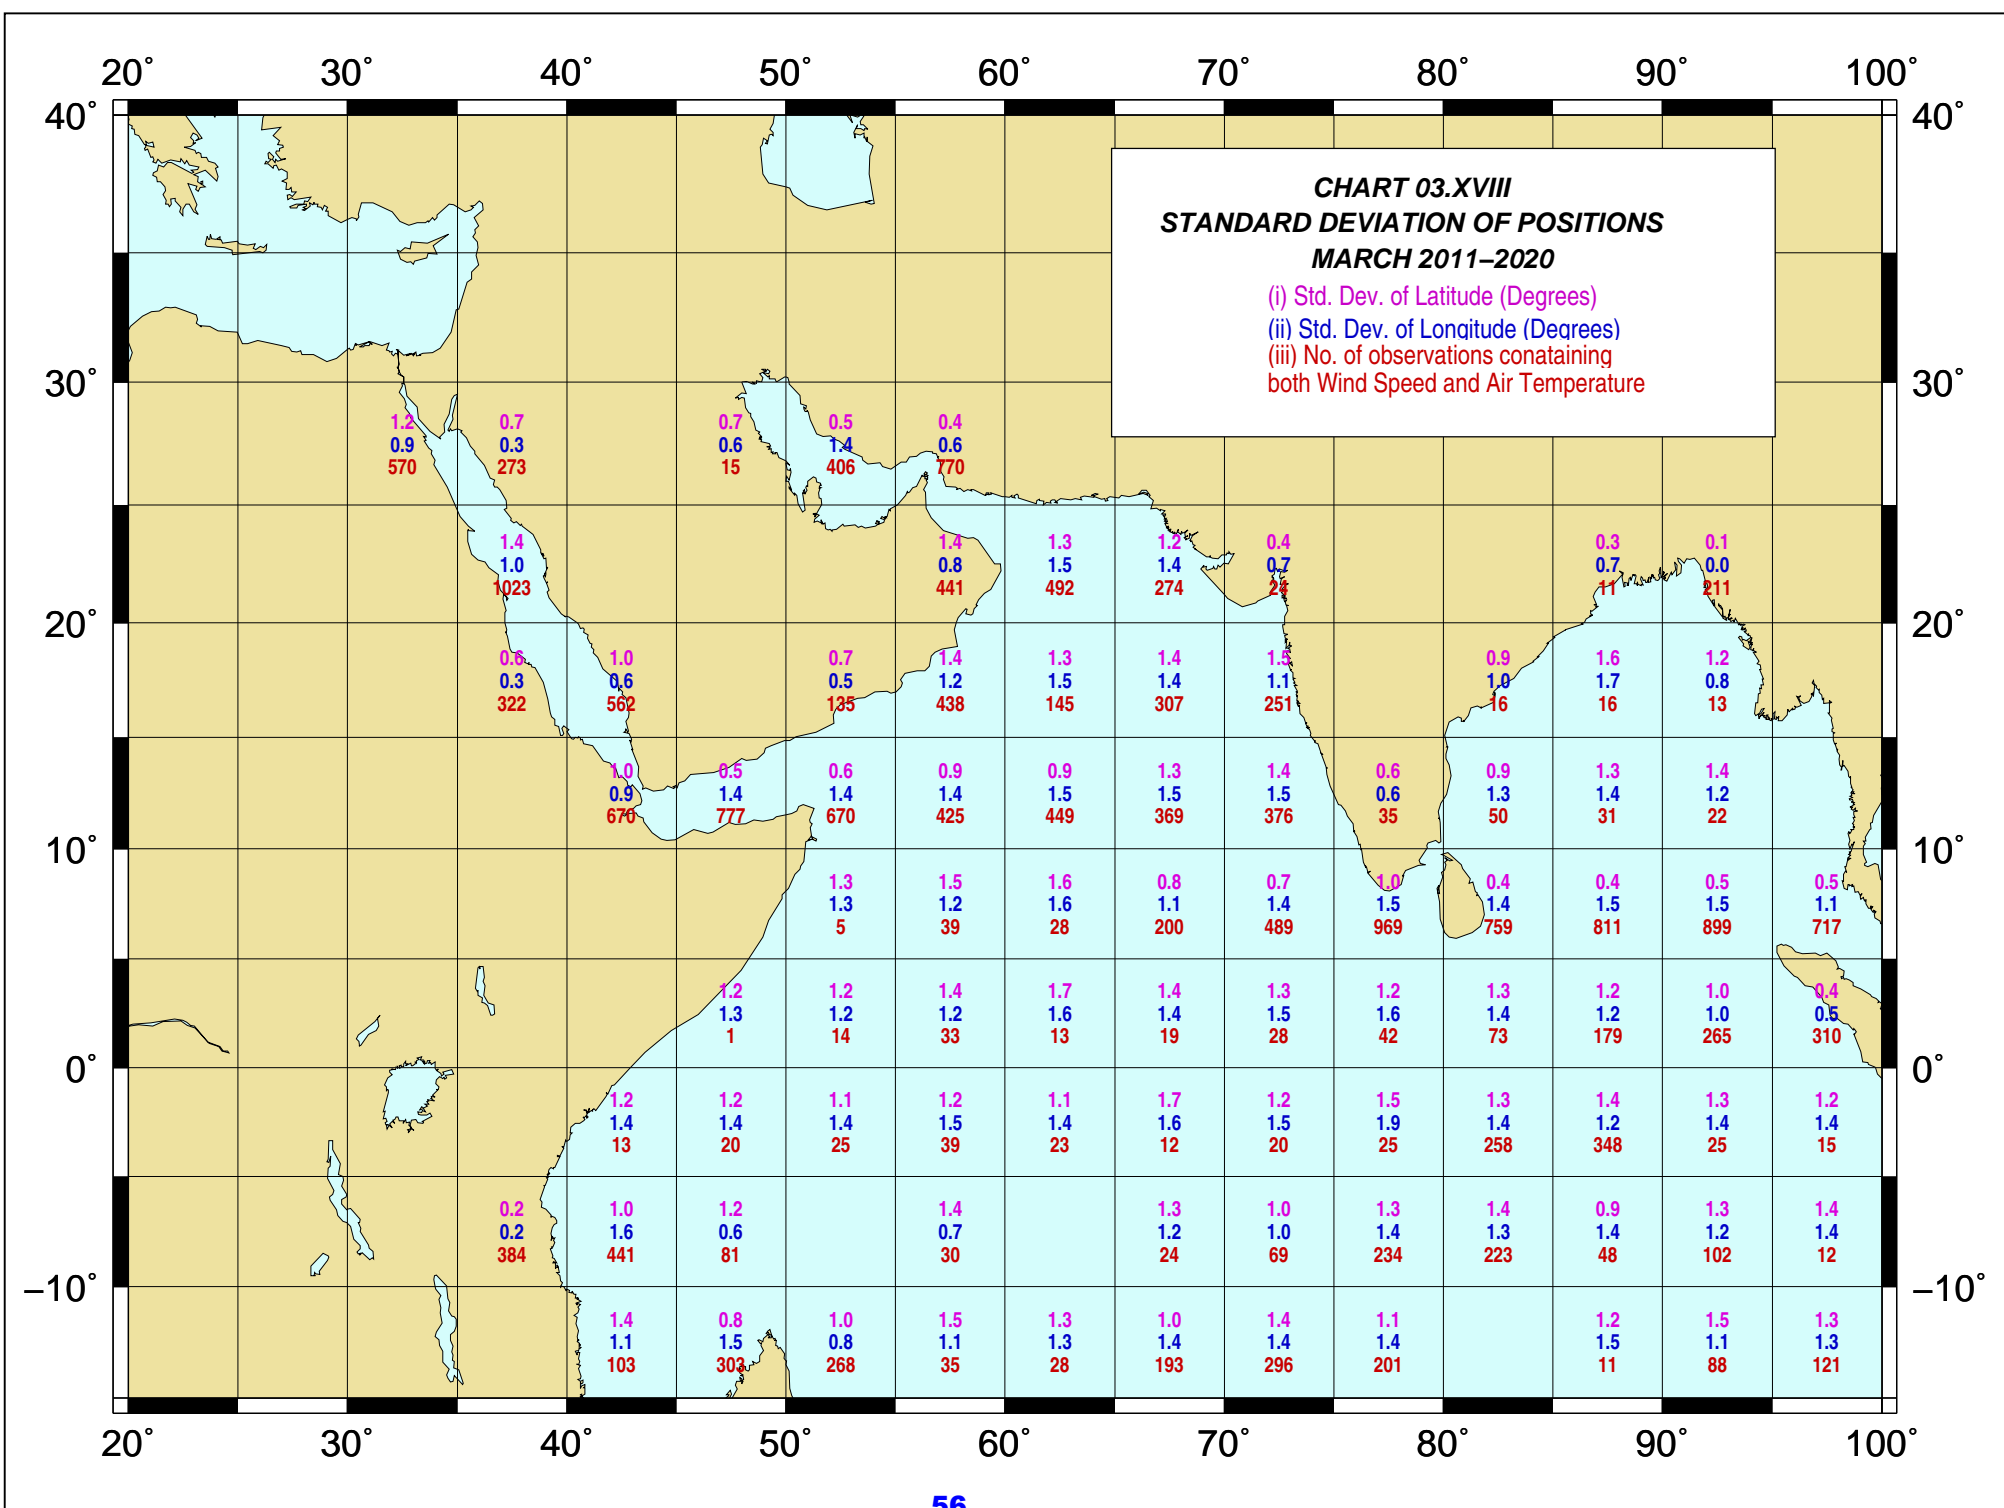 20° 30° 40° 50° 60° 70° 80° 90° 100°
40° 40°
CHART 03.XVIII
STANDARD DEVIATION OF POSITIONS
MARCH 2011–2020
(i) Std. Dev. of Latitude (Degrees)
(ii) Std. Dev. of Longitude (Degrees)
(iii) No. of observations conataining
both Wind Speed and Air Temperature
30° 30°
1.2 0.7 0.7 0.5 0.4
0.9 0.3 0.6 1.4 0.6
570 273 15 406 770
1.4 1.4 1.3 1.2 0.4 0.3 0.1
1.0 0.8 1.5 1.4 0.7 0.7 0.0
1023 441 492 274 24 11 211
20° 20°
0.6 1.0 0.7 1.4 1.3 1.4 1.5 0.9 1.6 1.2
0.3 0.6 0.5 1.2 1.5 1.4 1.1 1.0 1.7 0.8
322 562 135 438 145 307 251 16 16 13
1.0 0.5 0.6 0.9 0.9 1.3 1.4 0.6 0.9 1.3 1.4
0.9 1.4 1.4 1.4 1.5 1.5 1.5 0.6 1.3 1.4 1.2
670 777 670 425 449 369 376 35 50 31 22
10° 10°
1.3 1.5 1.6 0.8 0.7 1.0 0.4 0.4 0.5 0.5
1.3 1.2 1.6 1.1 1.4 1.5 1.4 1.5 1.5 1.1
5 39 28 200 489 969 759 811 899 717
1.2 1.2 1.4 1.7 1.4 1.3 1.2 1.3 1.2 1.0 0.4
1.3 1.2 1.2 1.6 1.4 1.5 1.6 1.4 1.2 1.0 0.5
1 14 33 13 19 28 42 73 179 265 310
0° 0°
1.2 1.2 1.1 1.2 1.1 1.7 1.2 1.5 1.3 1.4 1.3 1.2
1.4 1.4 1.4 1.5 1.4 1.6 1.5 1.9 1.4 1.2 1.4 1.4
13 20 25 39 23 12 20 25 258 348 25 15
0.2 1.0 1.2 1.4 1.3 1.0 1.3 1.4 0.9 1.3 1.4
0.2 1.6 0.6 0.7 1.2 1.0 1.4 1.3 1.4 1.2 1.4
384 441 81 30 24 69 234 223 48 102 12
–10° –10°
1.4 0.8 1.0 1.5 1.3 1.0 1.4 1.1 1.2 1.5 1.3
1.1 1.5 0.8 1.1 1.3 1.4 1.4 1.4 1.5 1.1 1.3
103 303 268 35 28 193 296 201 11 88 121
20° 30° 40° 50° 60° 70° 80° 90° 100°
56